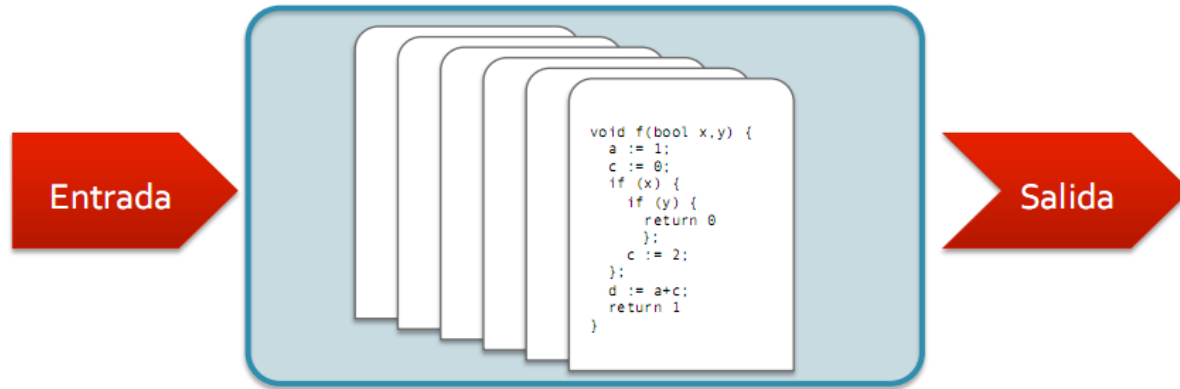 Entrada
void f(bool x,y) {
a := 1;
c := 0;
if (x) {
if (y) {
return 0
};
c := 2;
};
d := a+c;
return 1
}
Salida